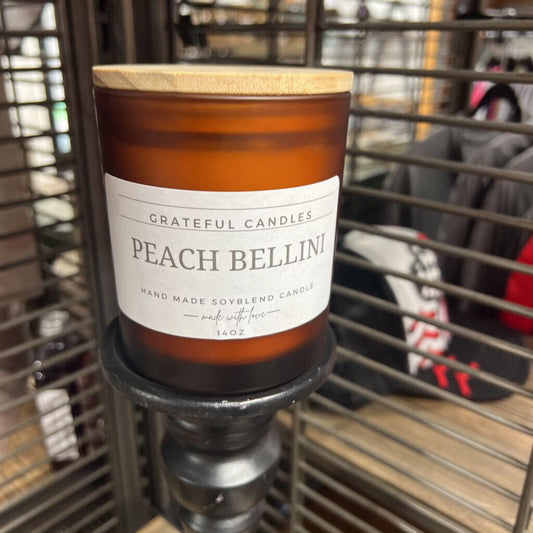 GRATEFUL CANDLES
PEACH BELLINI
HAND MADE SOYBLEND CANDLE
made with love
14OZ